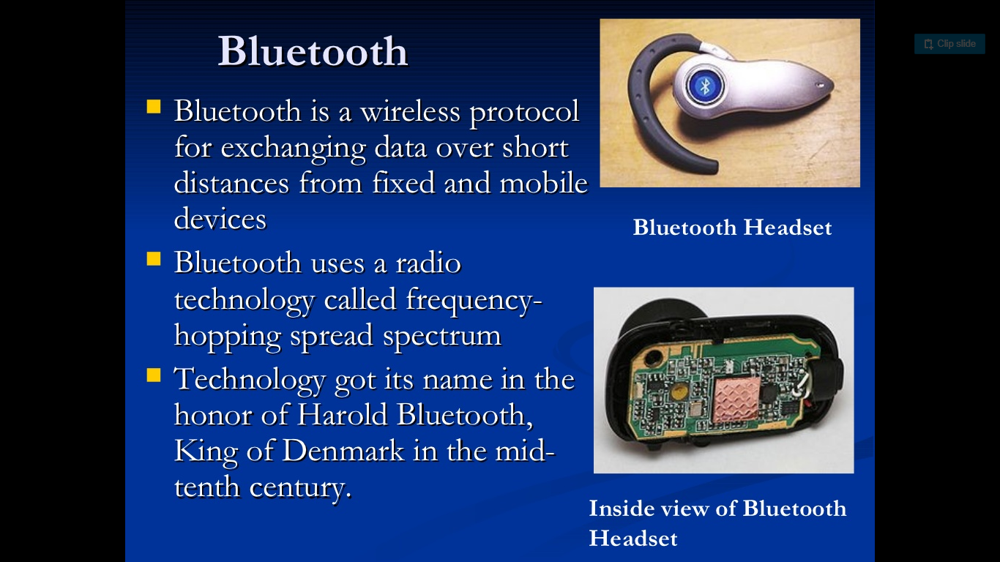 Bluetooth
Bluetooth is a wireless protocol
for exchanging data over short
distances from fixed and mobile
devices
Bluetooth uses a radio
technology called frequency-
hopping spread spectrum
Technology got its name in the
honor of Harold Bluetooth,
King of Denmark in the mid-
tenth century.
Bluetooth Headset
Inside view of Bluetooth
Headset
Clip slide